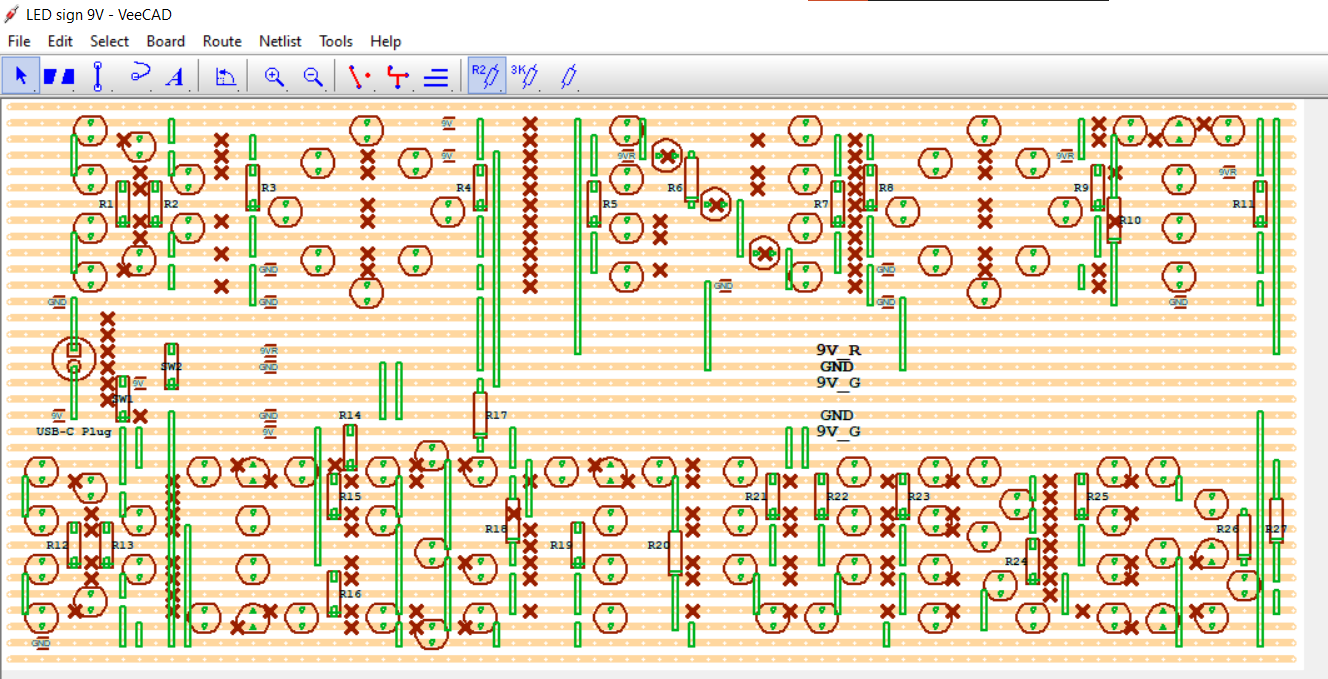 LED sign 9V - VeeCAD
File Edit Select Board Route Netlist Tools Help
A R2 3K
9V
9VR 9V 9VR
9VR
R1 R2 R3 R4 R5 R6 R7 R8 R9 R10 R11
GND GND
GND
GND GND GND GND
9VR 9V_R
SW2 GND GND
9V 9V_G
SW1
9V GND R14 R17 GND
USB-C Plug 9V 9V_G
R15 R21 R22 R23 R25
R18 R26 R27
R12 R13 R19 R20
R24
R16
GND